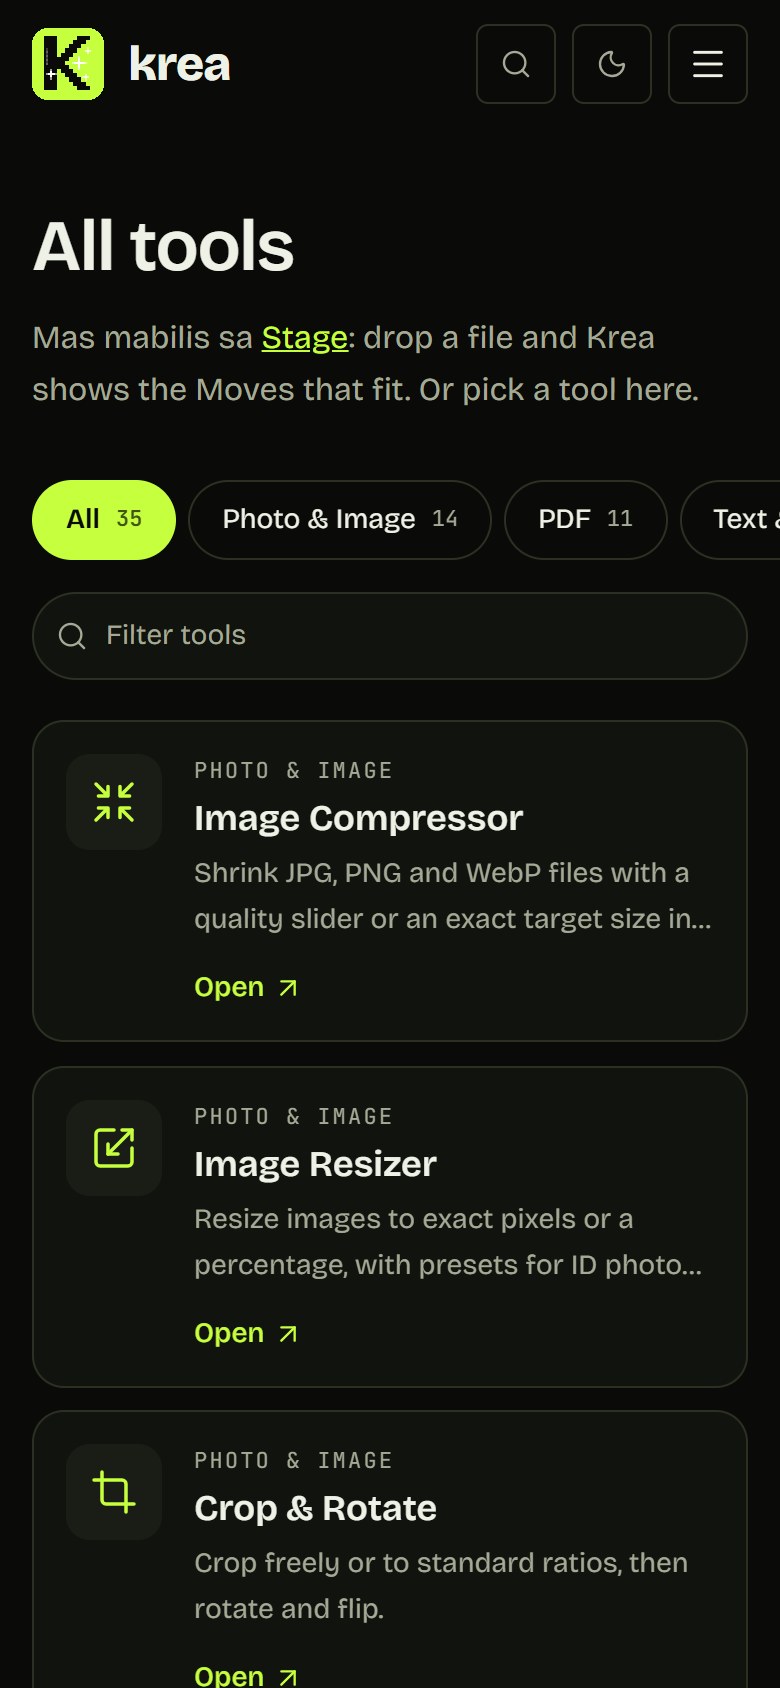 krea
All tools
Mas mabilis sa Stage: drop a file and Krea
shows the Moves that fit. Or pick a tool here.
All 35
Photo & Image 14
PDF 11
Text &
Filter tools
PHOTO & IMAGE
Image Compressor
Shrink JPG, PNG and WebP files with a
quality slider or an exact target size in...
Open
PHOTO & IMAGE
Image Resizer
Resize images to exact pixels or a
percentage, with presets for ID photo...
Open
PHOTO & IMAGE
Crop & Rotate
Crop freely or to standard ratios, then
rotate and flip.
Open